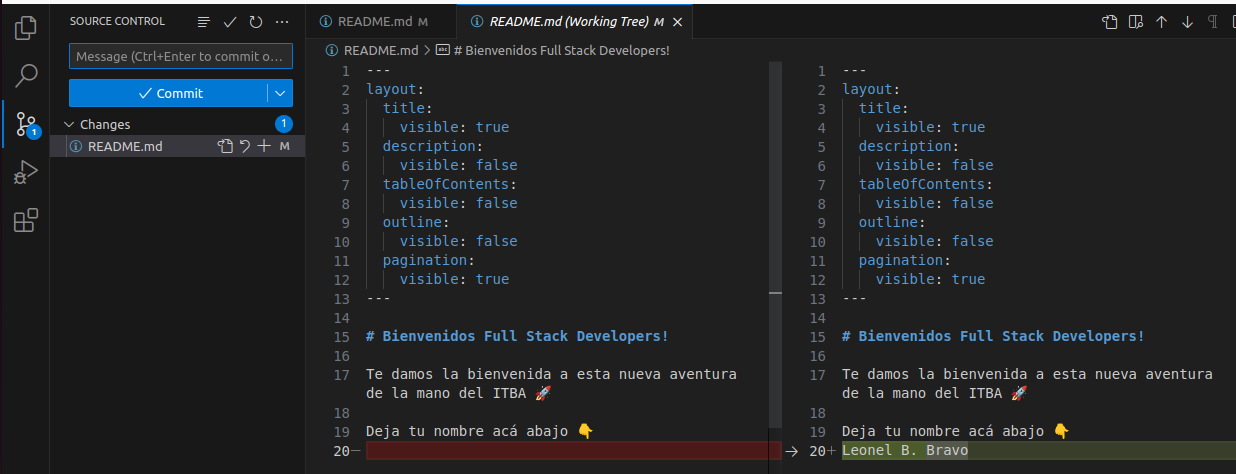 SOURCE CONTROL
Message (Ctrl+Enter to commit o…
Commit
Changes
1
README.md
M
1
README.md M
README.md (Working Tree) M
README.md > # Bienvenidos Full Stack Developers!
1 ---
2 layout:
3 title:
4 visible: true
5 description:
6 visible: false
7 tableOfContents:
8 visible: false
9 outline:
10 visible: false
11 pagination:
12 visible: true
13 ---
14
15 # Bienvenidos Full Stack Developers!
16
17 Te damos la bienvenida a esta nueva aventura
de la mano del ITBA 🚀
18
19 Deja tu nombre acá abajo 👇
20−
1 ---
2 layout:
3 title:
4 visible: true
5 description:
6 visible: false
7 tableOfContents:
8 visible: false
9 outline:
10 visible: false
11 pagination:
12 visible: true
13 ---
14
15 # Bienvenidos Full Stack Developers!
16
17 Te damos la bienvenida a esta nueva aventura
de la mano del ITBA 🚀
18
19 Deja tu nombre acá abajo 👇
20+ Leonel B. Bravo